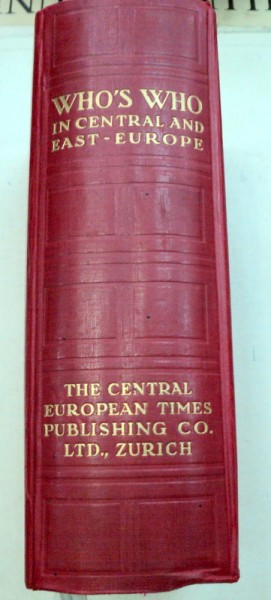 WHO'S WHO
IN CENTRAL AND
EAST-EUROPE
THE CENTRAL
EUROPEAN TIMES
PUBLISHING CO.
LTD., ZURICH